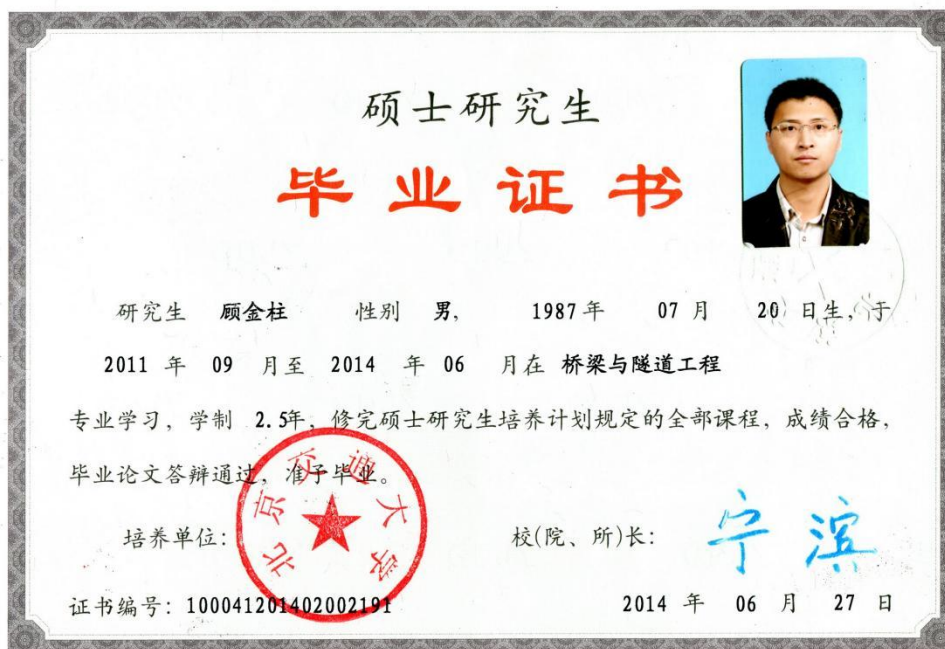 硕士研究生
毕业证书
研究生 顾金柱 性别 男, 1987年 07 月 20 日生, 于
2011 年 09 月至 2014 年 06 月在 桥梁与隧道工程
专业学习, 学制 2.5年, 修完硕士研究生培养计划规定的全部课程, 成绩合格,
毕业论文答辩通过, 准予毕业。
北京交通大学
培养单位: 校(院、所)长: 宁滨
证书编号: 100041201402002191 2014 年 06 月 27 日